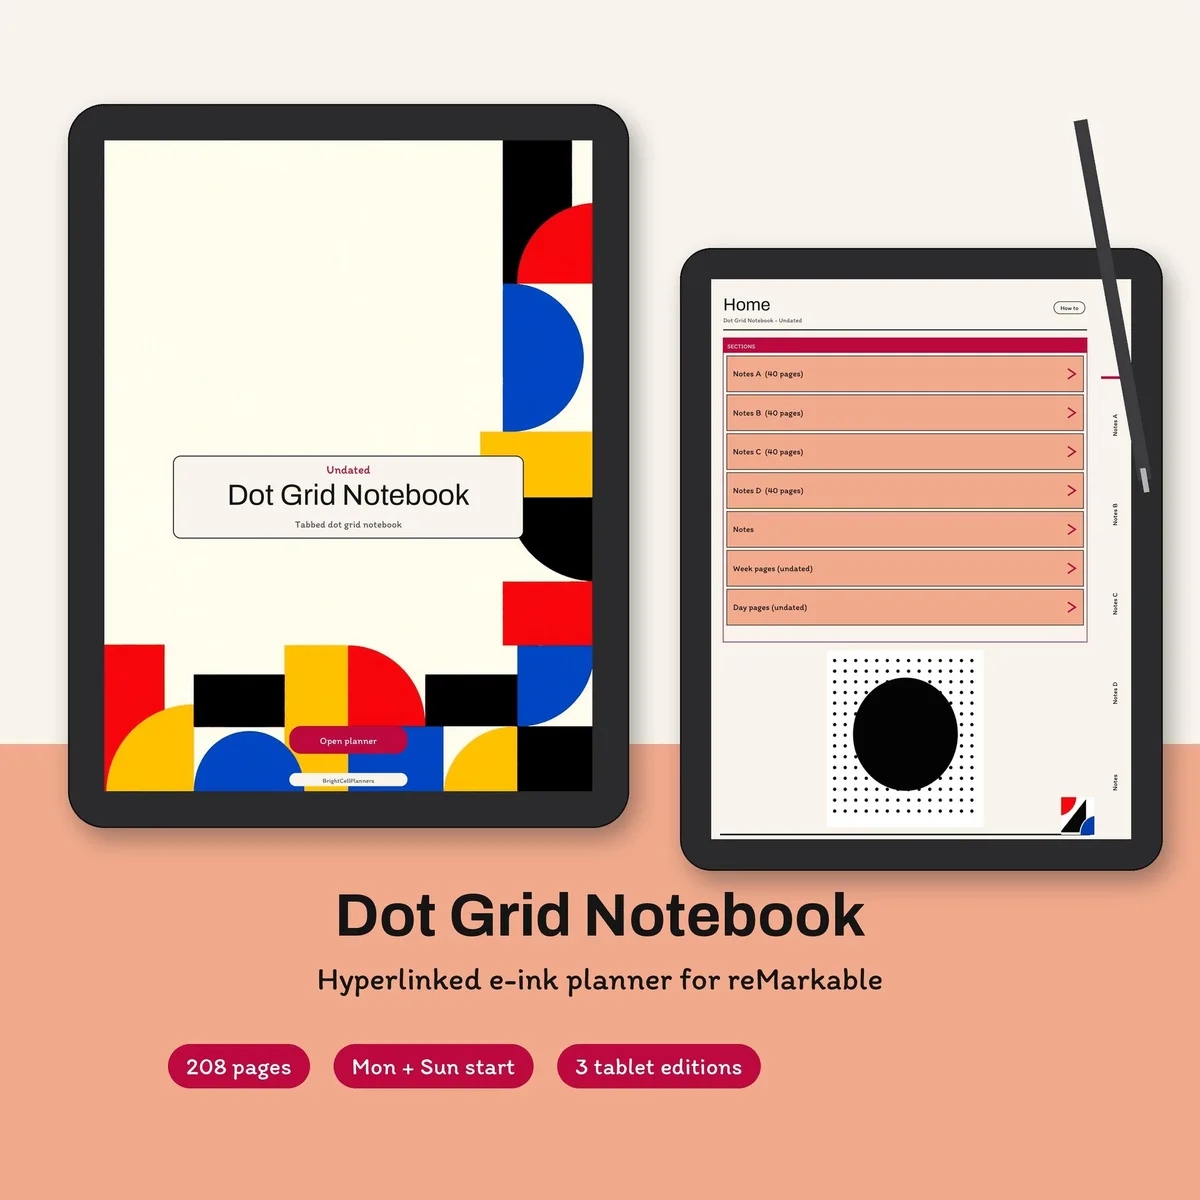 Undated
Dot Grid Notebook
Tabbed dot grid notebook
Open planner
BrightCellPlanners
Home
How to
Dot Grid Notebook - Undated
SECTIONS
Notes A (40 pages)
Notes B (40 pages)
Notes C (40 pages)
Notes D (40 pages)
Notes
Week pages (undated)
Day pages (undated)
Notes A
Notes B
Notes C
Notes D
Notes
Dot Grid Notebook
Hyperlinked e-ink planner for reMarkable
208 pages
Mon + Sun start
3 tablet editions